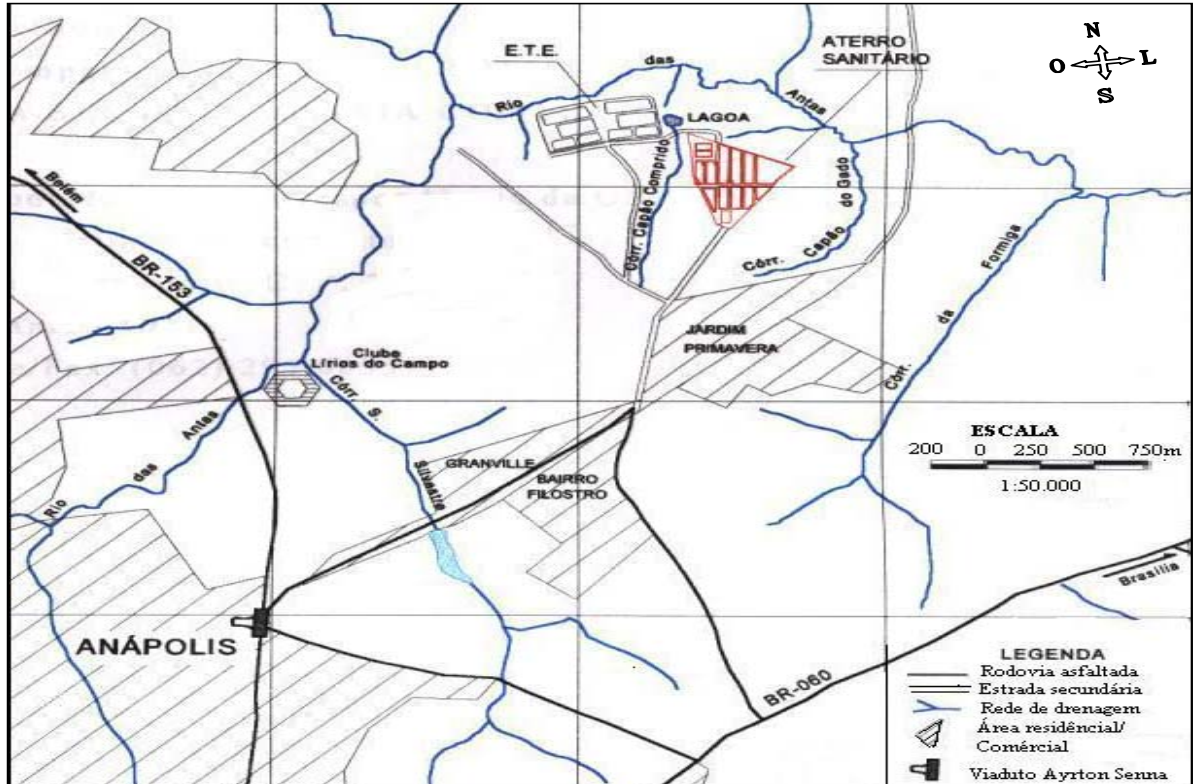 N
O L
S
E.T.E.
ATERRO
SANITÁRIO
Rio das Antas
LAGOA
Córr. Capão Comprido
Córr. Capão do Gado
Belém
BR-153
Córr. da Formiga
JARDIM
PRIMAVERA
Clube
Lírios do Campo
Córr. S. Silvestre
Rio das Antas
GRANVILLE
BAIRRO
FILOSTRO
ESCALA
200 0 250 500 750m
1:50.000
Brasília
ANÁPOLIS
BR-060
LEGENDA
Rodovia asfaltada
Estrada secundária
Rede de drenagem
Área residêncial/
Comércial
Viaduto Ayrton Senna